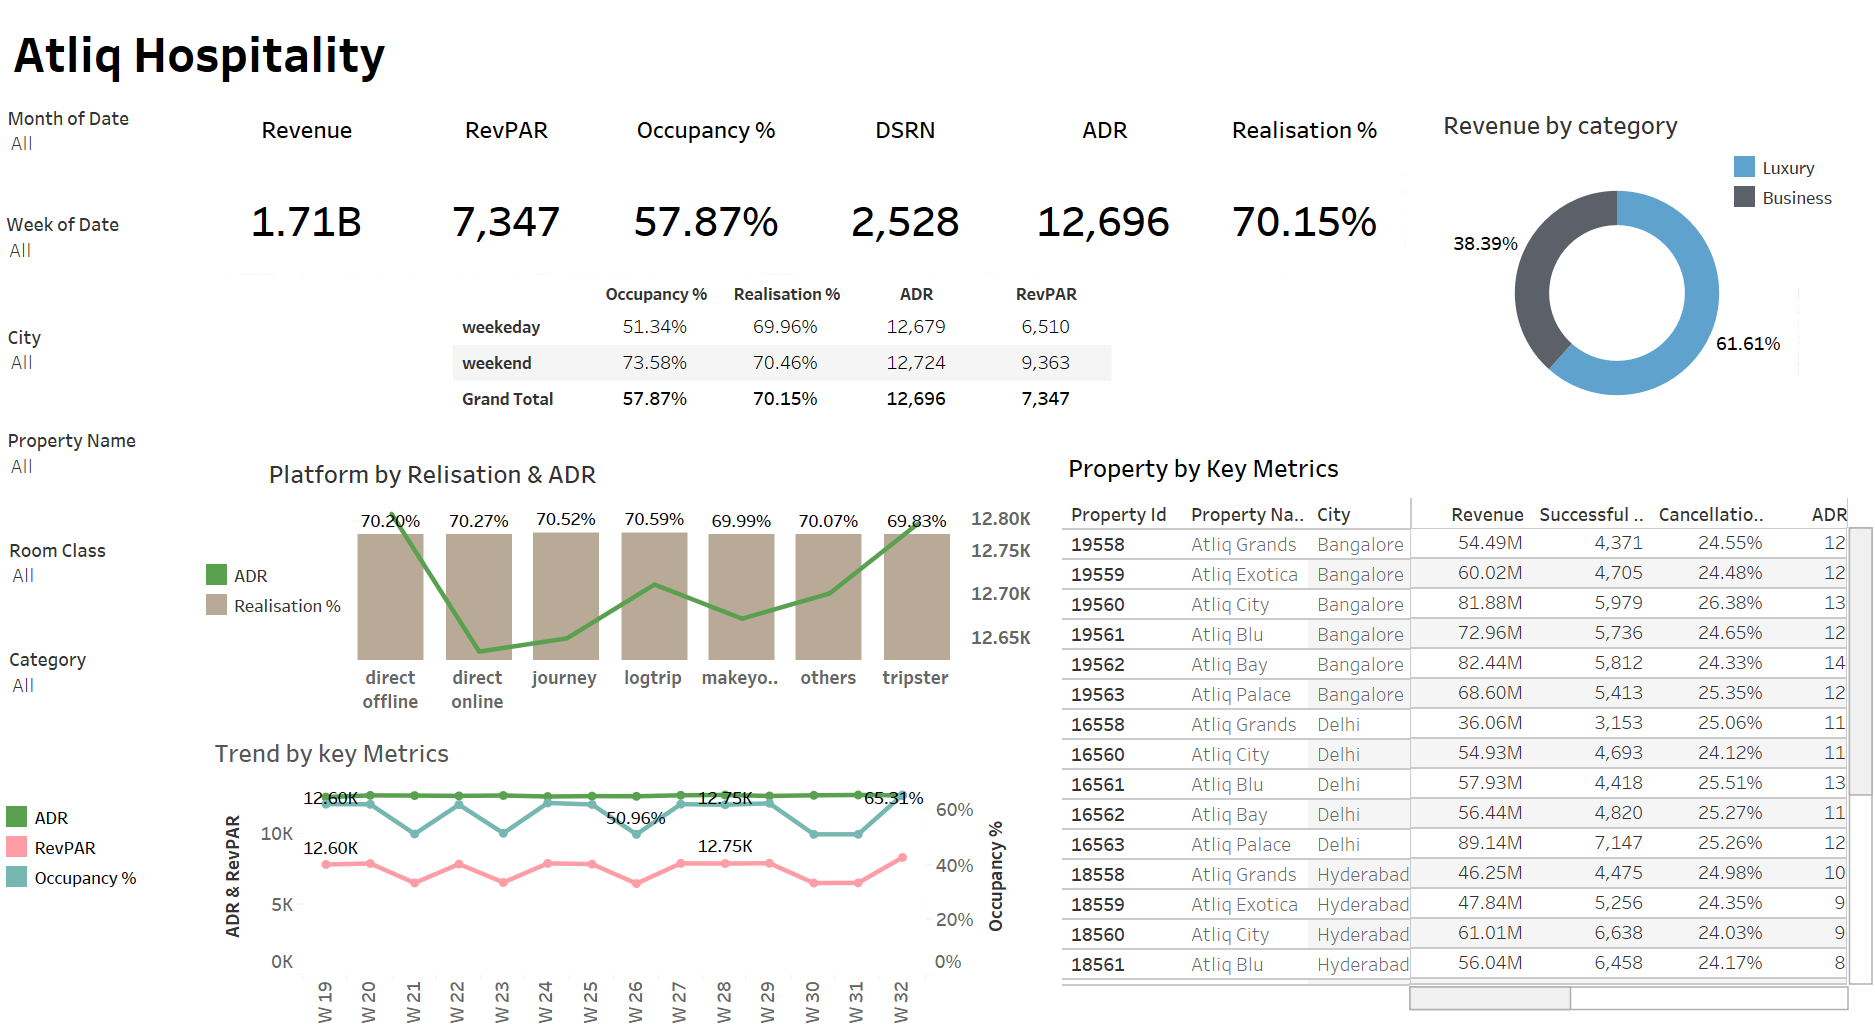 Atliq Hospitality
Month of Date
All
Week of Date
All
City
All
Property Name
All
Room Class
All
Category
All
Revenue RevPAR Occupancy % DSRN ADR Realisation %
1.71B 7,347 57.87% 2,528 12,696 70.15%
Occupancy % Realisation % ADR RevPAR
weekeday 51.34% 69.96% 12,679 6,510
weekend 73.58% 70.46% 12,724 9,363
Grand Total 57.87% 70.15% 12,696 7,347
Revenue by category
Luxury
Business
38.39%
61.61%
Platform by Relisation & ADR
ADR
Realisation %
70.20% 70.27% 70.52% 70.59% 69.99% 70.07% 69.83%
12.80K
12.75K
12.70K
12.65K
direct offline direct online journey logtrip makeyo.. others tripster
Trend by key Metrics
ADR
RevPAR
Occupancy %
ADR & RevPAR
10K
5K
0K
12.60K 12.75K 65.31%
50.96%
12.60K 12.75K
60%
40%
20%
0%
Occupancy %
W 19 W 20 W 21 W 22 W 23 W 24 W 25 W 26 W 27 W 28 W 29 W 30 W 31 W 32
Property by Key Metrics
Property Id Property Na.. City Revenue Successful .. Cancellatio.. ADR
19558 Atliq Grands Bangalore 54.49M 4,371 24.55% 12
19559 Atliq Exotica Bangalore 60.02M 4,705 24.48% 12
19560 Atliq City Bangalore 81.88M 5,979 26.38% 13
19561 Atliq Blu Bangalore 72.96M 5,736 24.65% 12
19562 Atliq Bay Bangalore 82.44M 5,812 24.33% 14
19563 Atliq Palace Bangalore 68.60M 5,413 25.35% 12
16558 Atliq Grands Delhi 36.06M 3,153 25.06% 11
16560 Atliq City Delhi 54.93M 4,693 24.12% 11
16561 Atliq Blu Delhi 57.93M 4,418 25.51% 13
16562 Atliq Bay Delhi 56.44M 4,820 25.27% 11
16563 Atliq Palace Delhi 89.14M 7,147 25.26% 12
18558 Atliq Grands Hyderabad 46.25M 4,475 24.98% 10
18559 Atliq Exotica Hyderabad 47.84M 5,256 24.35% 9
18560 Atliq City Hyderabad 61.01M 6,638 24.03% 9
18561 Atliq Blu Hyderabad 56.04M 6,458 24.17% 8